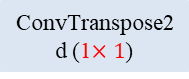 ConvTranspose2
d (1× 1)